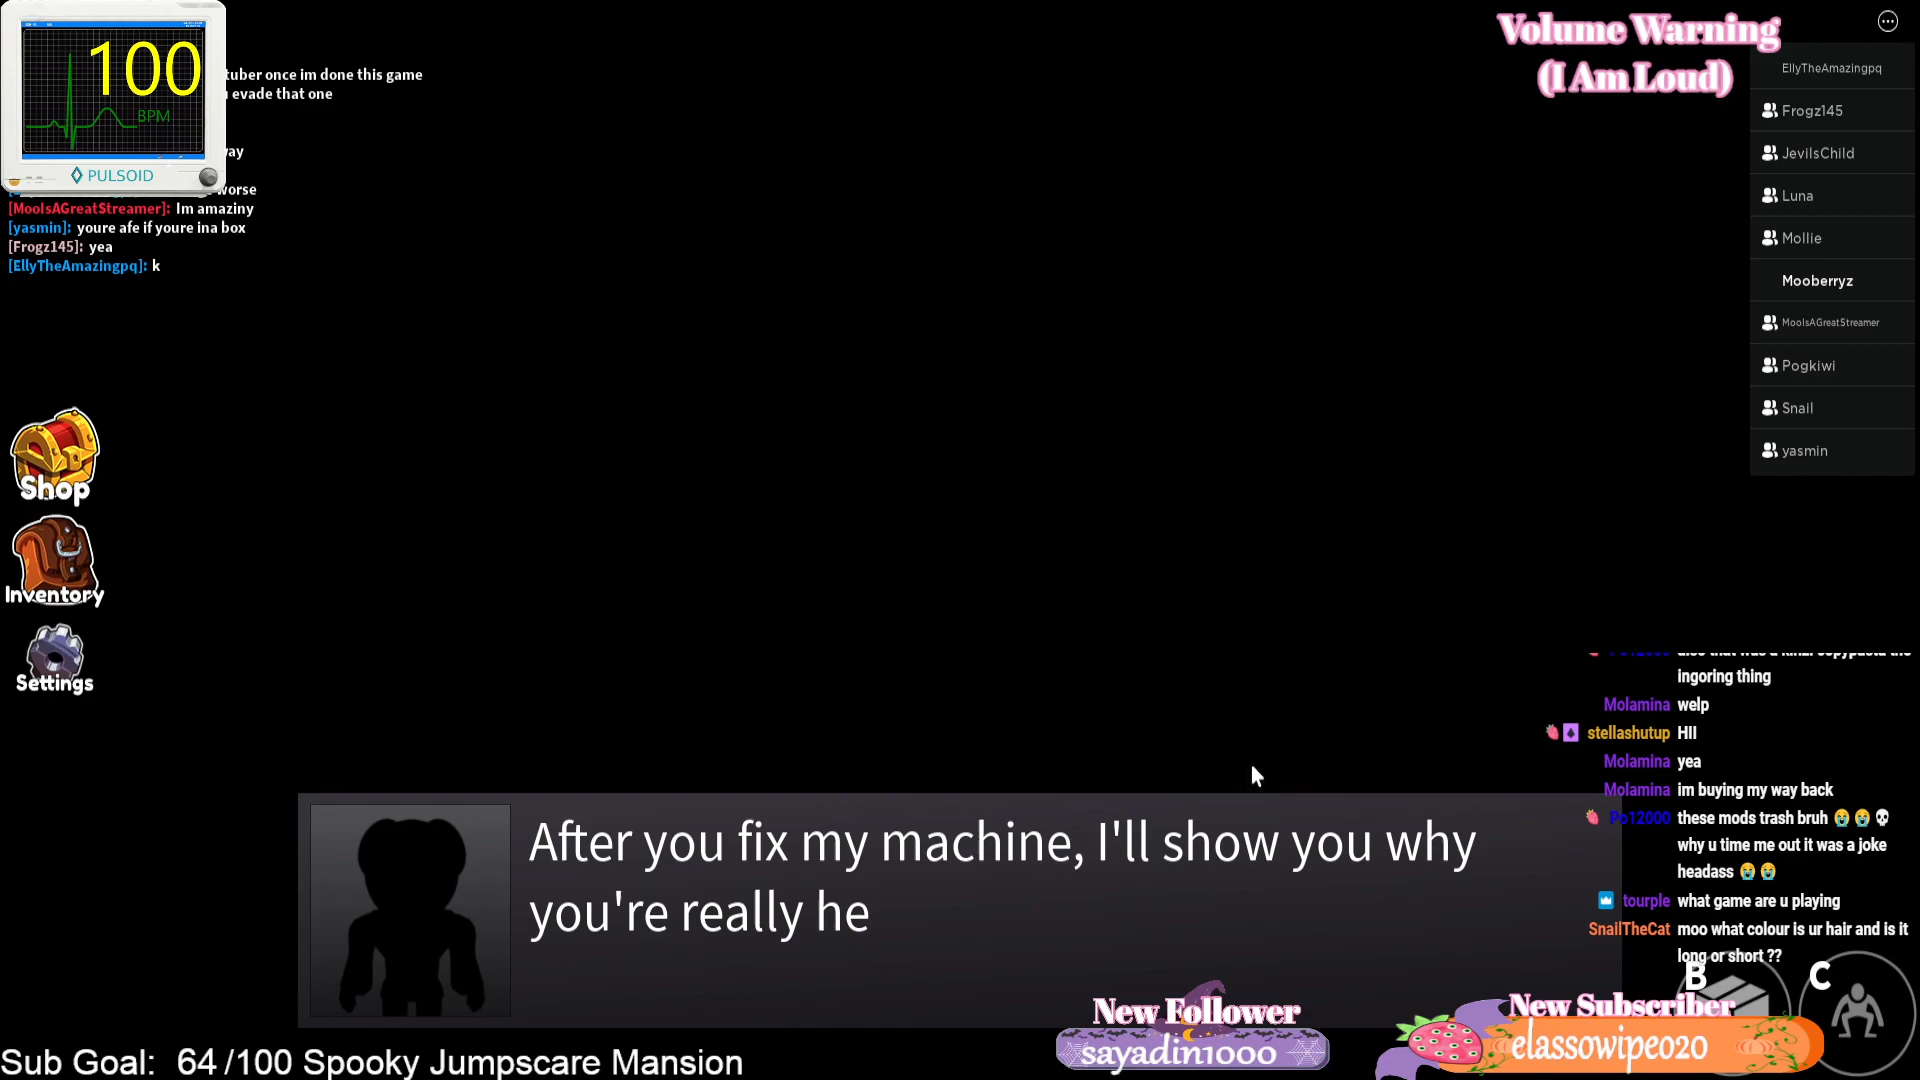 100
BPM
PULSOID
tuber once im done this game
evade that one
way
worse
[MooIsAGreatStreamer]: Im amaziny
[yasmin]: youre afe if youre ina box
[Frogz145]: yea
[EllyTheAmazingpq]: k
Volume Warning
(I Am Loud)
EllyTheAmazingpq
Frogz145
JevilsChild
Luna
Mollie
Mooberryz
MooIsAGreatStreamer
Pogkiwi
Snail
yasmin
Shop
Inventory
Settings
ingoring thing
Molamina welp
stellashutup HII
Molamina yea
Molamina im buying my way back
Po12000 these mods trash bruh 😭😭💀
why u time me out it was a joke
headass 😭😭
tourple what game are u playing
SnailTheCat moo what colour is ur hair and is it
long or short ??
After you fix my machine, I'll show you why
you're really he
B
C
New Follower
sayadin1000
New Subscriber
elassowipe020
Sub Goal: 64 /100 Spooky Jumpscare Mansion